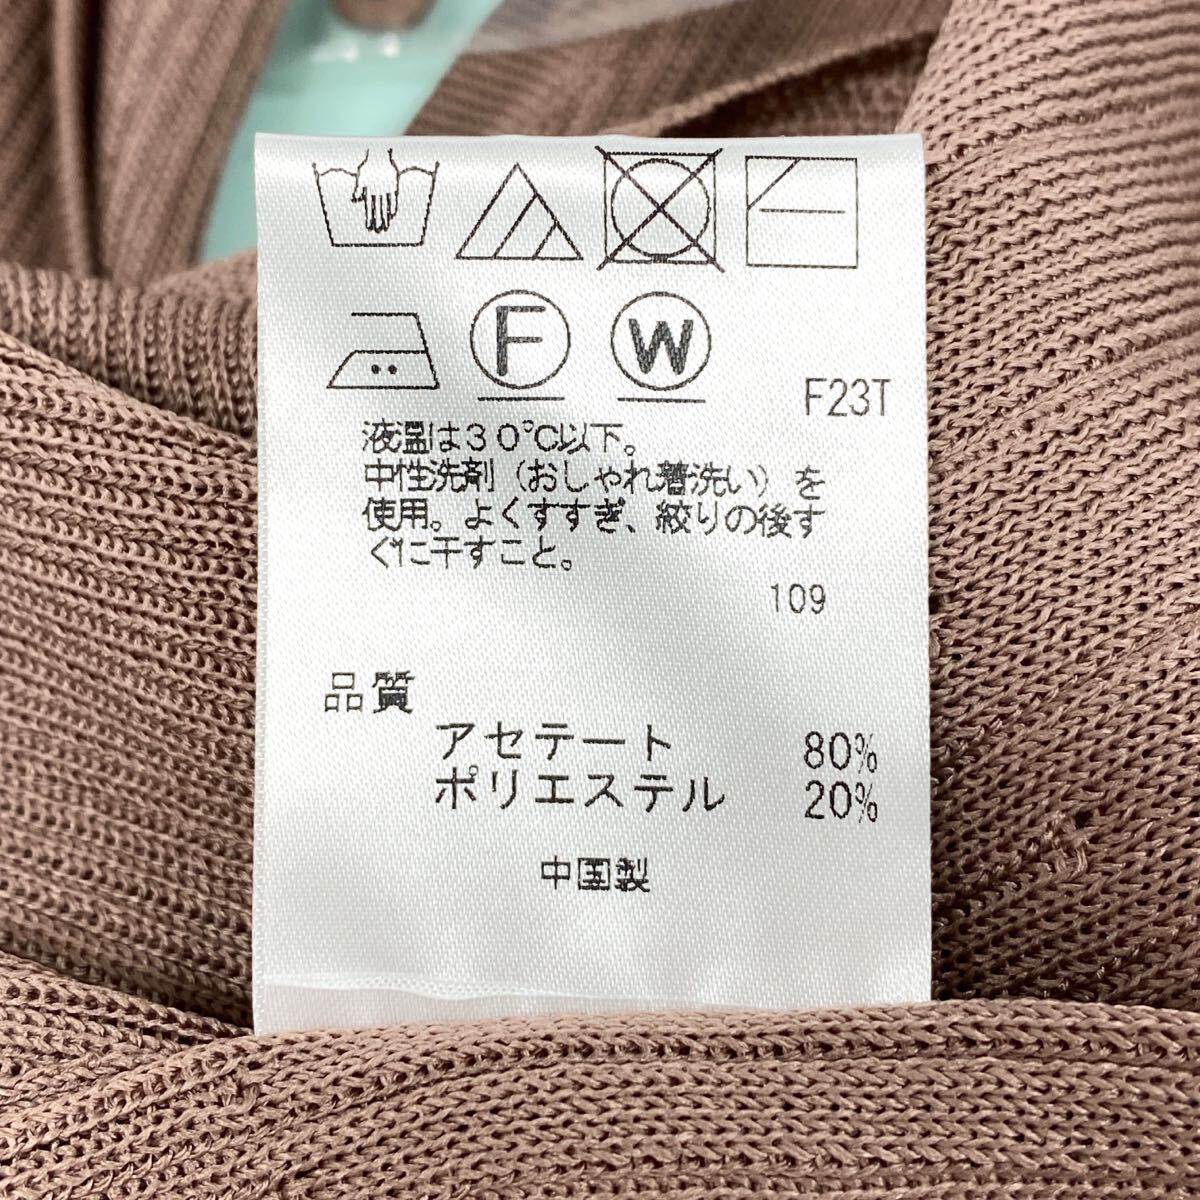 F W
F23T
液温は30℃以下。
中性洗剤（おしゃれ着洗い）を
使用。よくすすぎ、絞りの後す
ぐに干すこと。
109
品質
アセテート 80%
ポリエステル 20%
中国製